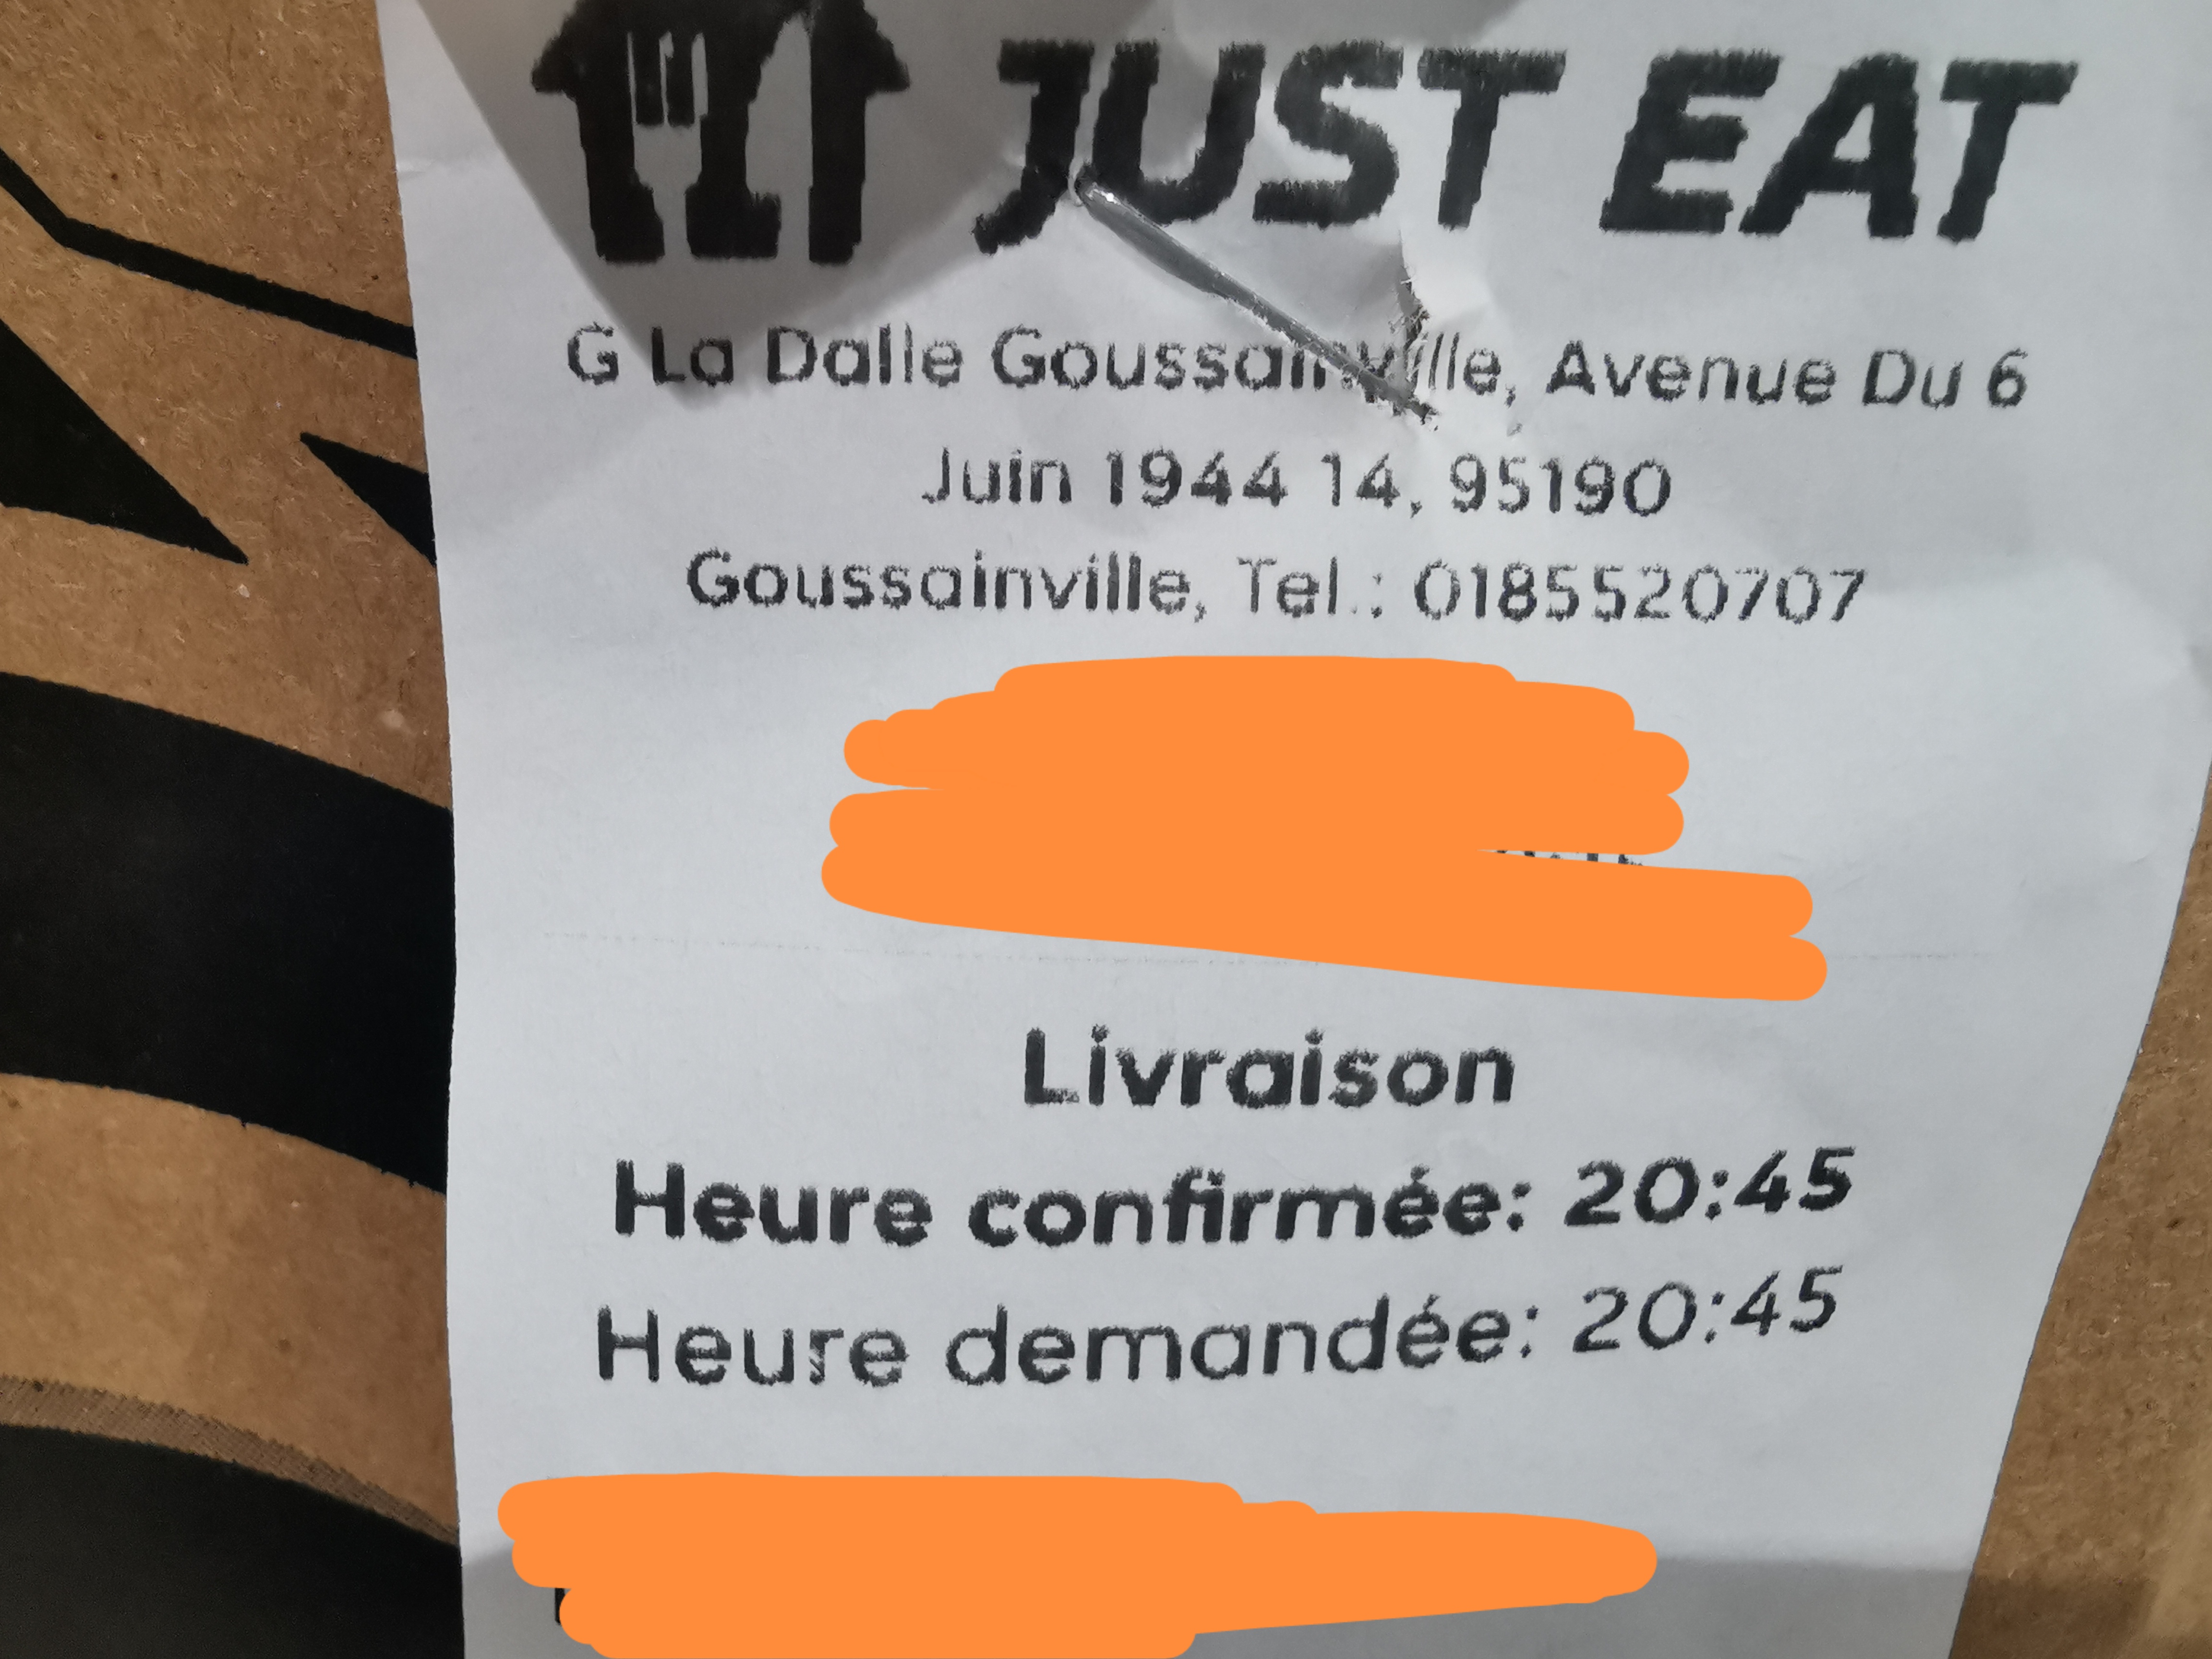 JUST EAT
G La Dalle Goussainville, Avenue Du 6
Juin 1944 14, 95190
Goussainville, Tel.: 0185520707
Livraison
Heure confirmée: 20:45
Heure demandée: 20:45